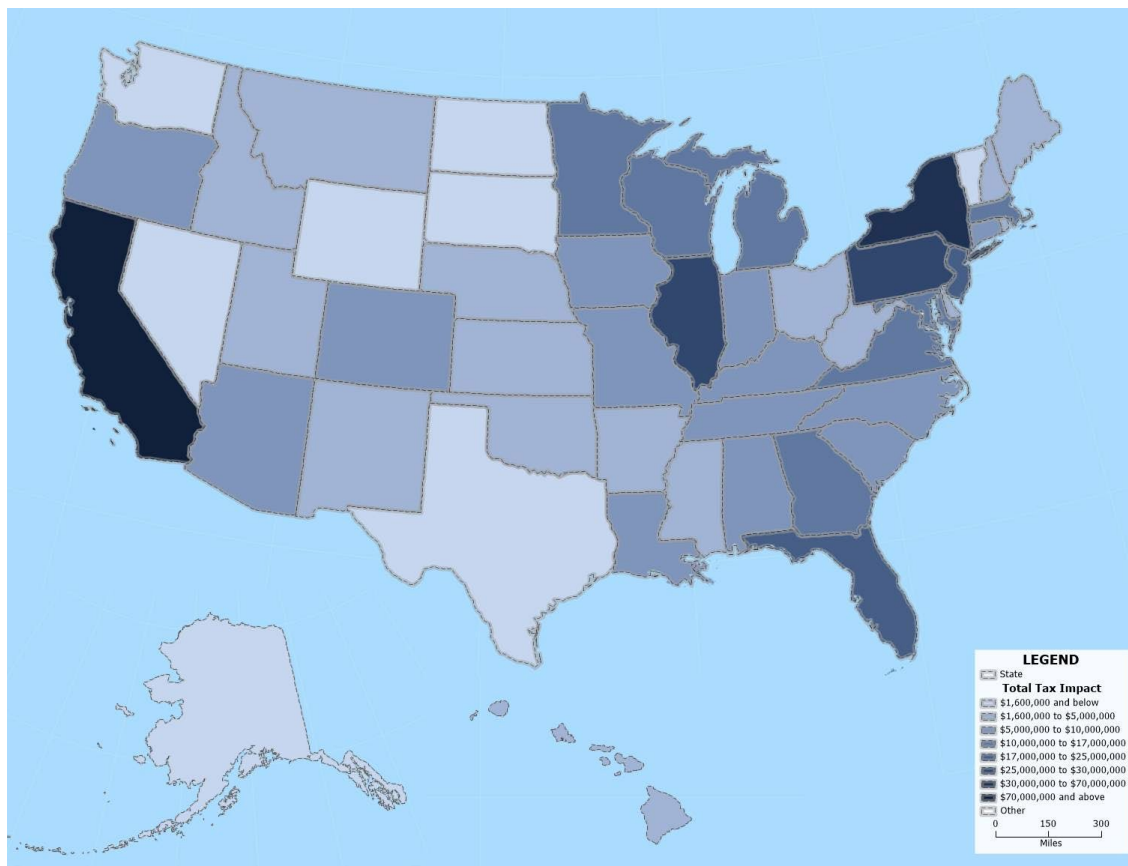 LEGEND
State
Total Tax Impact
$1,600,000 and below
$1,600,000 to $5,000,000
$5,000,000 to $10,000,000
$10,000,000 to $17,000,000
$17,000,000 to $25,000,000
$25,000,000 to $30,000,000
$30,000,000 to $70,000,000
$70,000,000 and above
Other
0 150 300
Miles